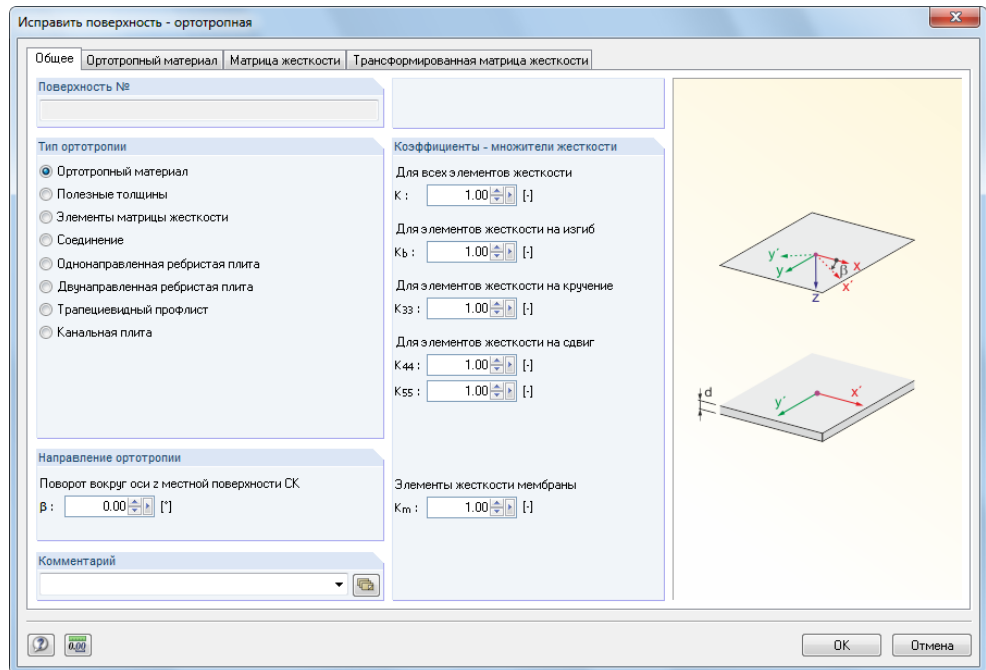 Исправить поверхность - ортотропная
Общее
Ортотропный материал
Матрица жесткости
Трансформированная матрица жесткости
Поверхность №
Тип ортотропии
Ортотропный материал
Полезные толщины
Элементы матрицы жесткости
Соединение
Однонаправленная ребристая плита
Двунаправленная ребристая плита
Трапециевидный профлист
Канальная плита
Направление ортотропии
Поворот вокруг оси z местной поверхности СК
β : 0.00 [°]
Комментарий
Коэффициенты - множители жесткости
Для всех элементов жесткости
K : 1.00 [-]
Для элементов жесткости на изгиб
Kb : 1.00 [-]
Для элементов жесткости на кручение
K33 : 1.00 [-]
Для элементов жесткости на сдвиг
K44 : 1.00 [-]
K55 : 1.00 [-]
Элементы жесткости мембраны
Km : 1.00 [-]
y´
y
β
x
x´
z
d
y´
x´
0.00
OK
Отмена